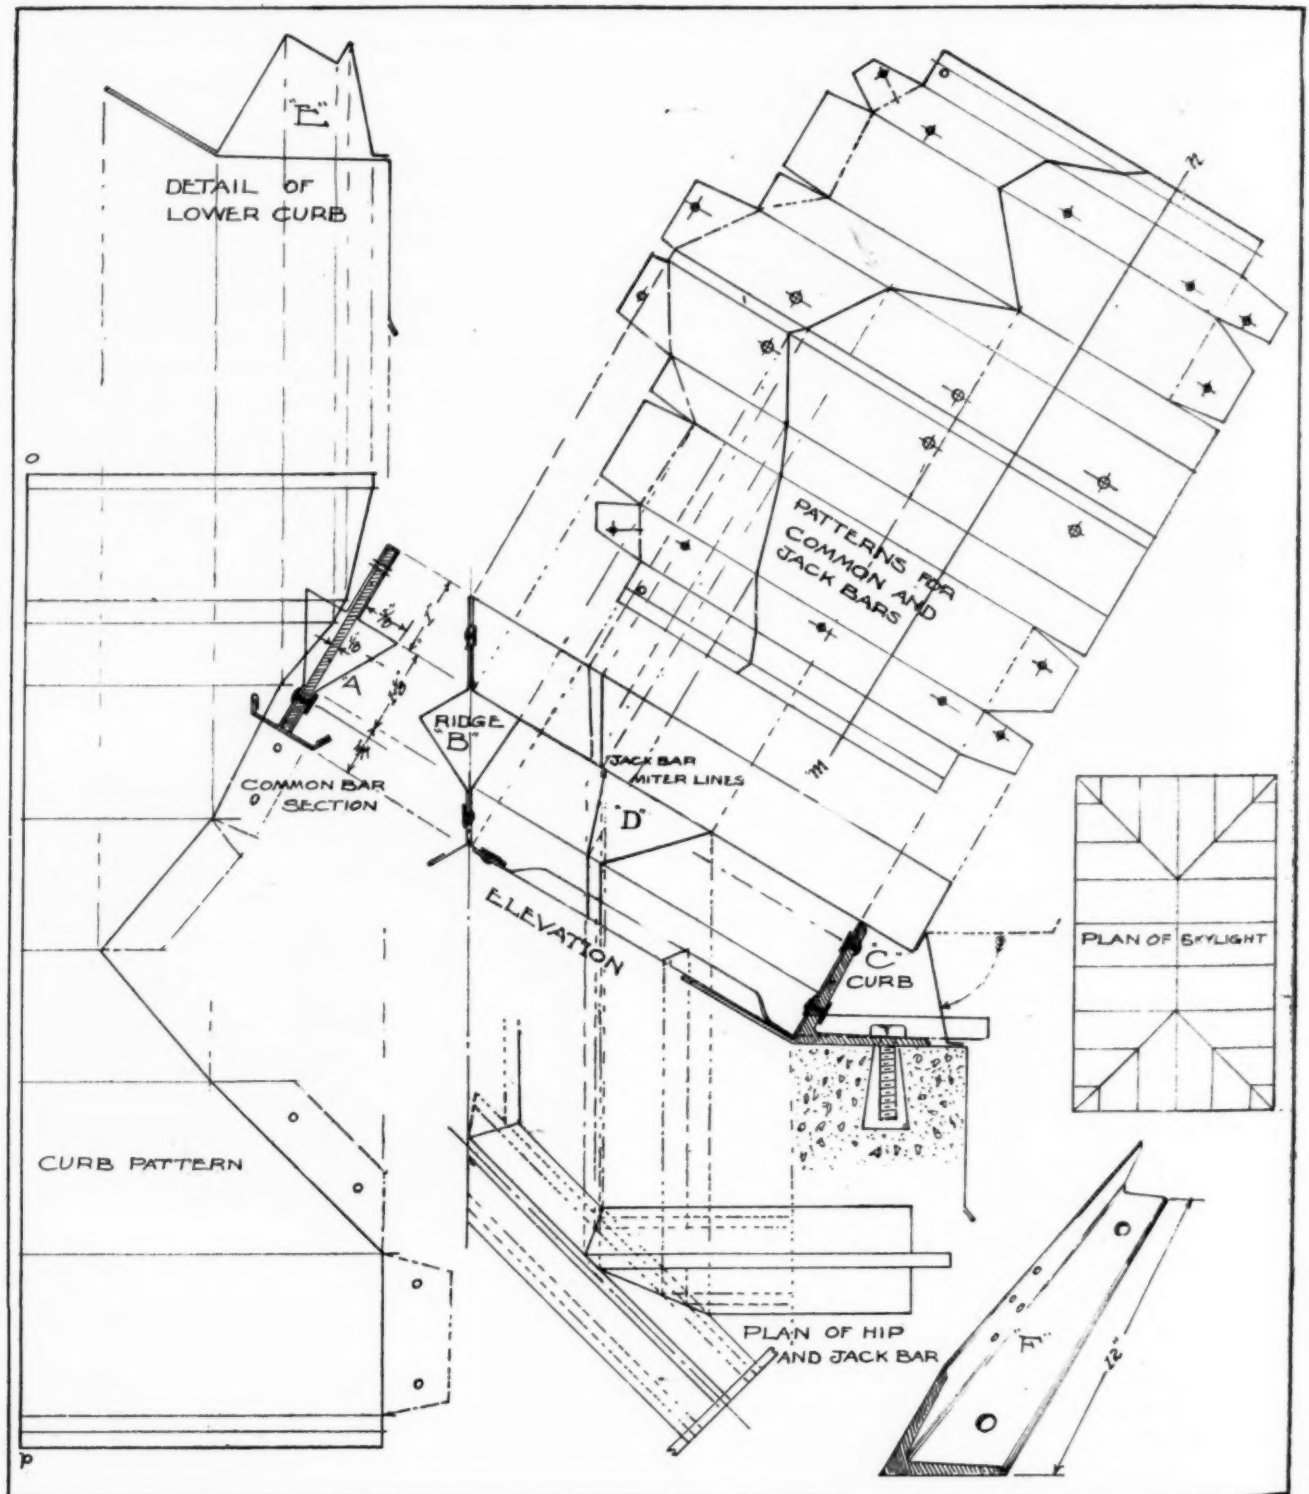 "E"
DETAIL OF
LOWER CURB
n
O
PATTERNS FOR
COMMON AND
JACK BARS
"A
RIDGE
"B"
JACK BAR
MITER LINES
m
COMMON BAR
SECTION
"D"
ELEVATION
"C"
CURB
PLAN OF SKYLIGHT
CURB PATTERN
PLAN OF HIP
AND JACK BAR
"F"
12"
P